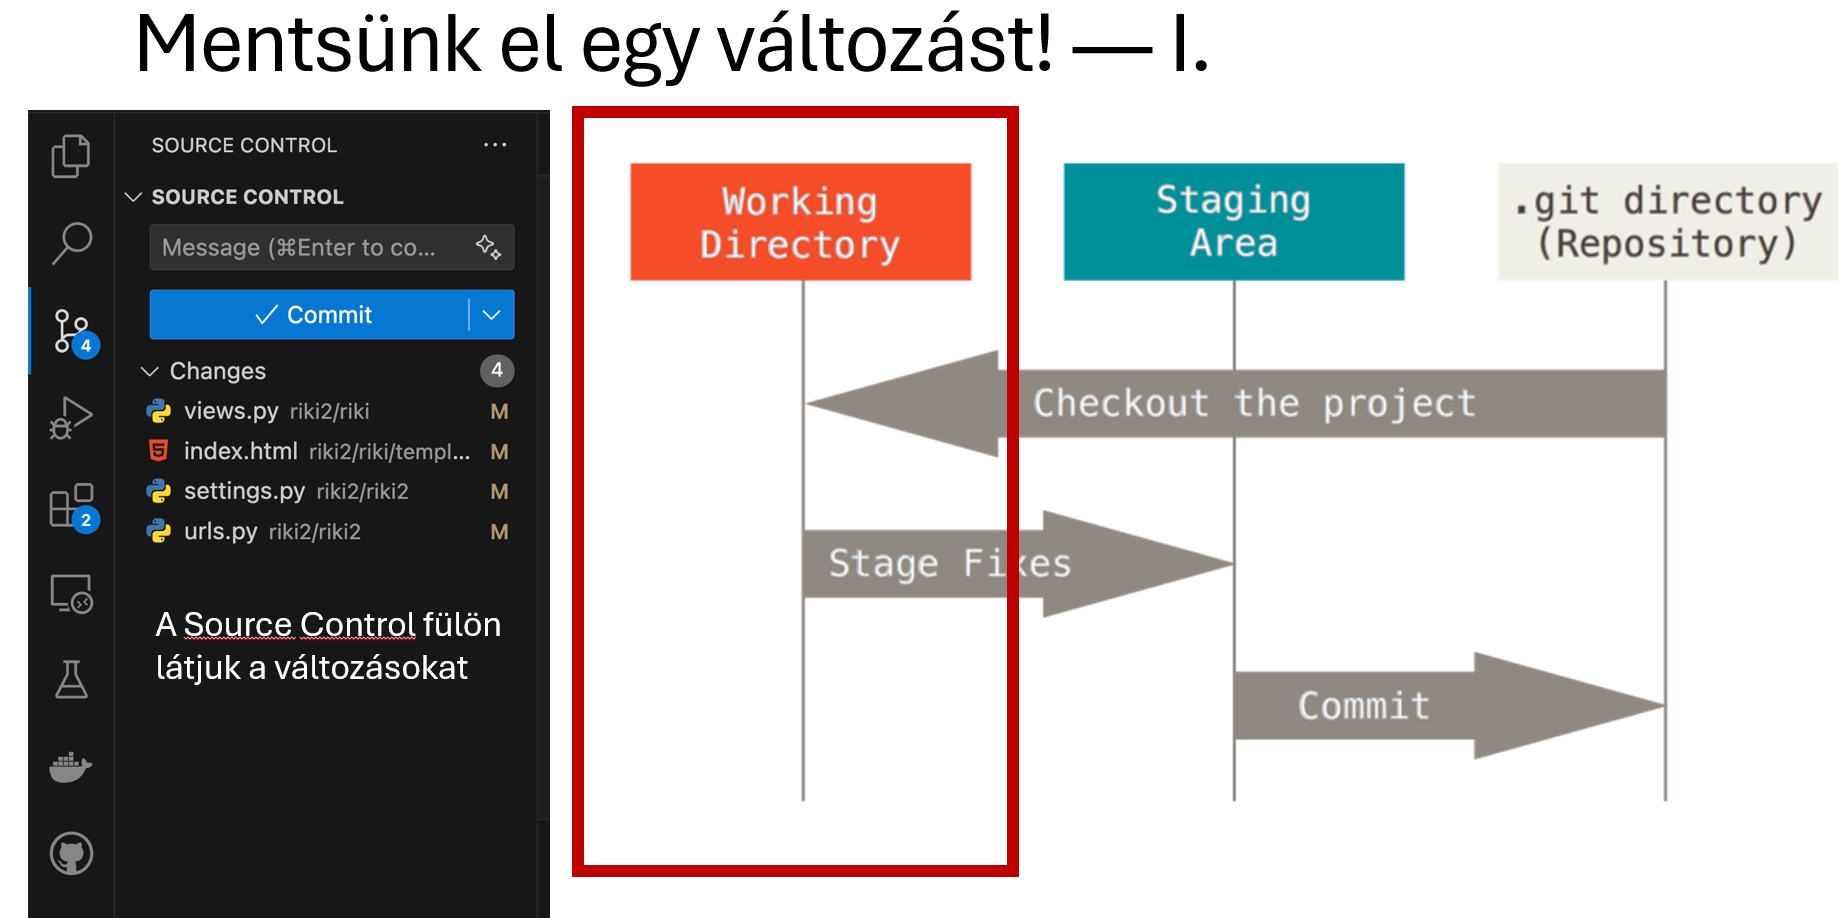 Mentsünk el egy változást! — I.
SOURCE CONTROL ...
SOURCE CONTROL
Message (⌘Enter to co...
Commit
4
Changes 4
views.py riki2/riki M
index.html riki2/riki/templ... M
settings.py riki2/riki2 M
urls.py riki2/riki2 M
2
A Source Control fülön
látjuk a változásokat
Working
Directory
Staging
Area
.git directory
(Repository)
Checkout the project
Stage Fixes
Commit